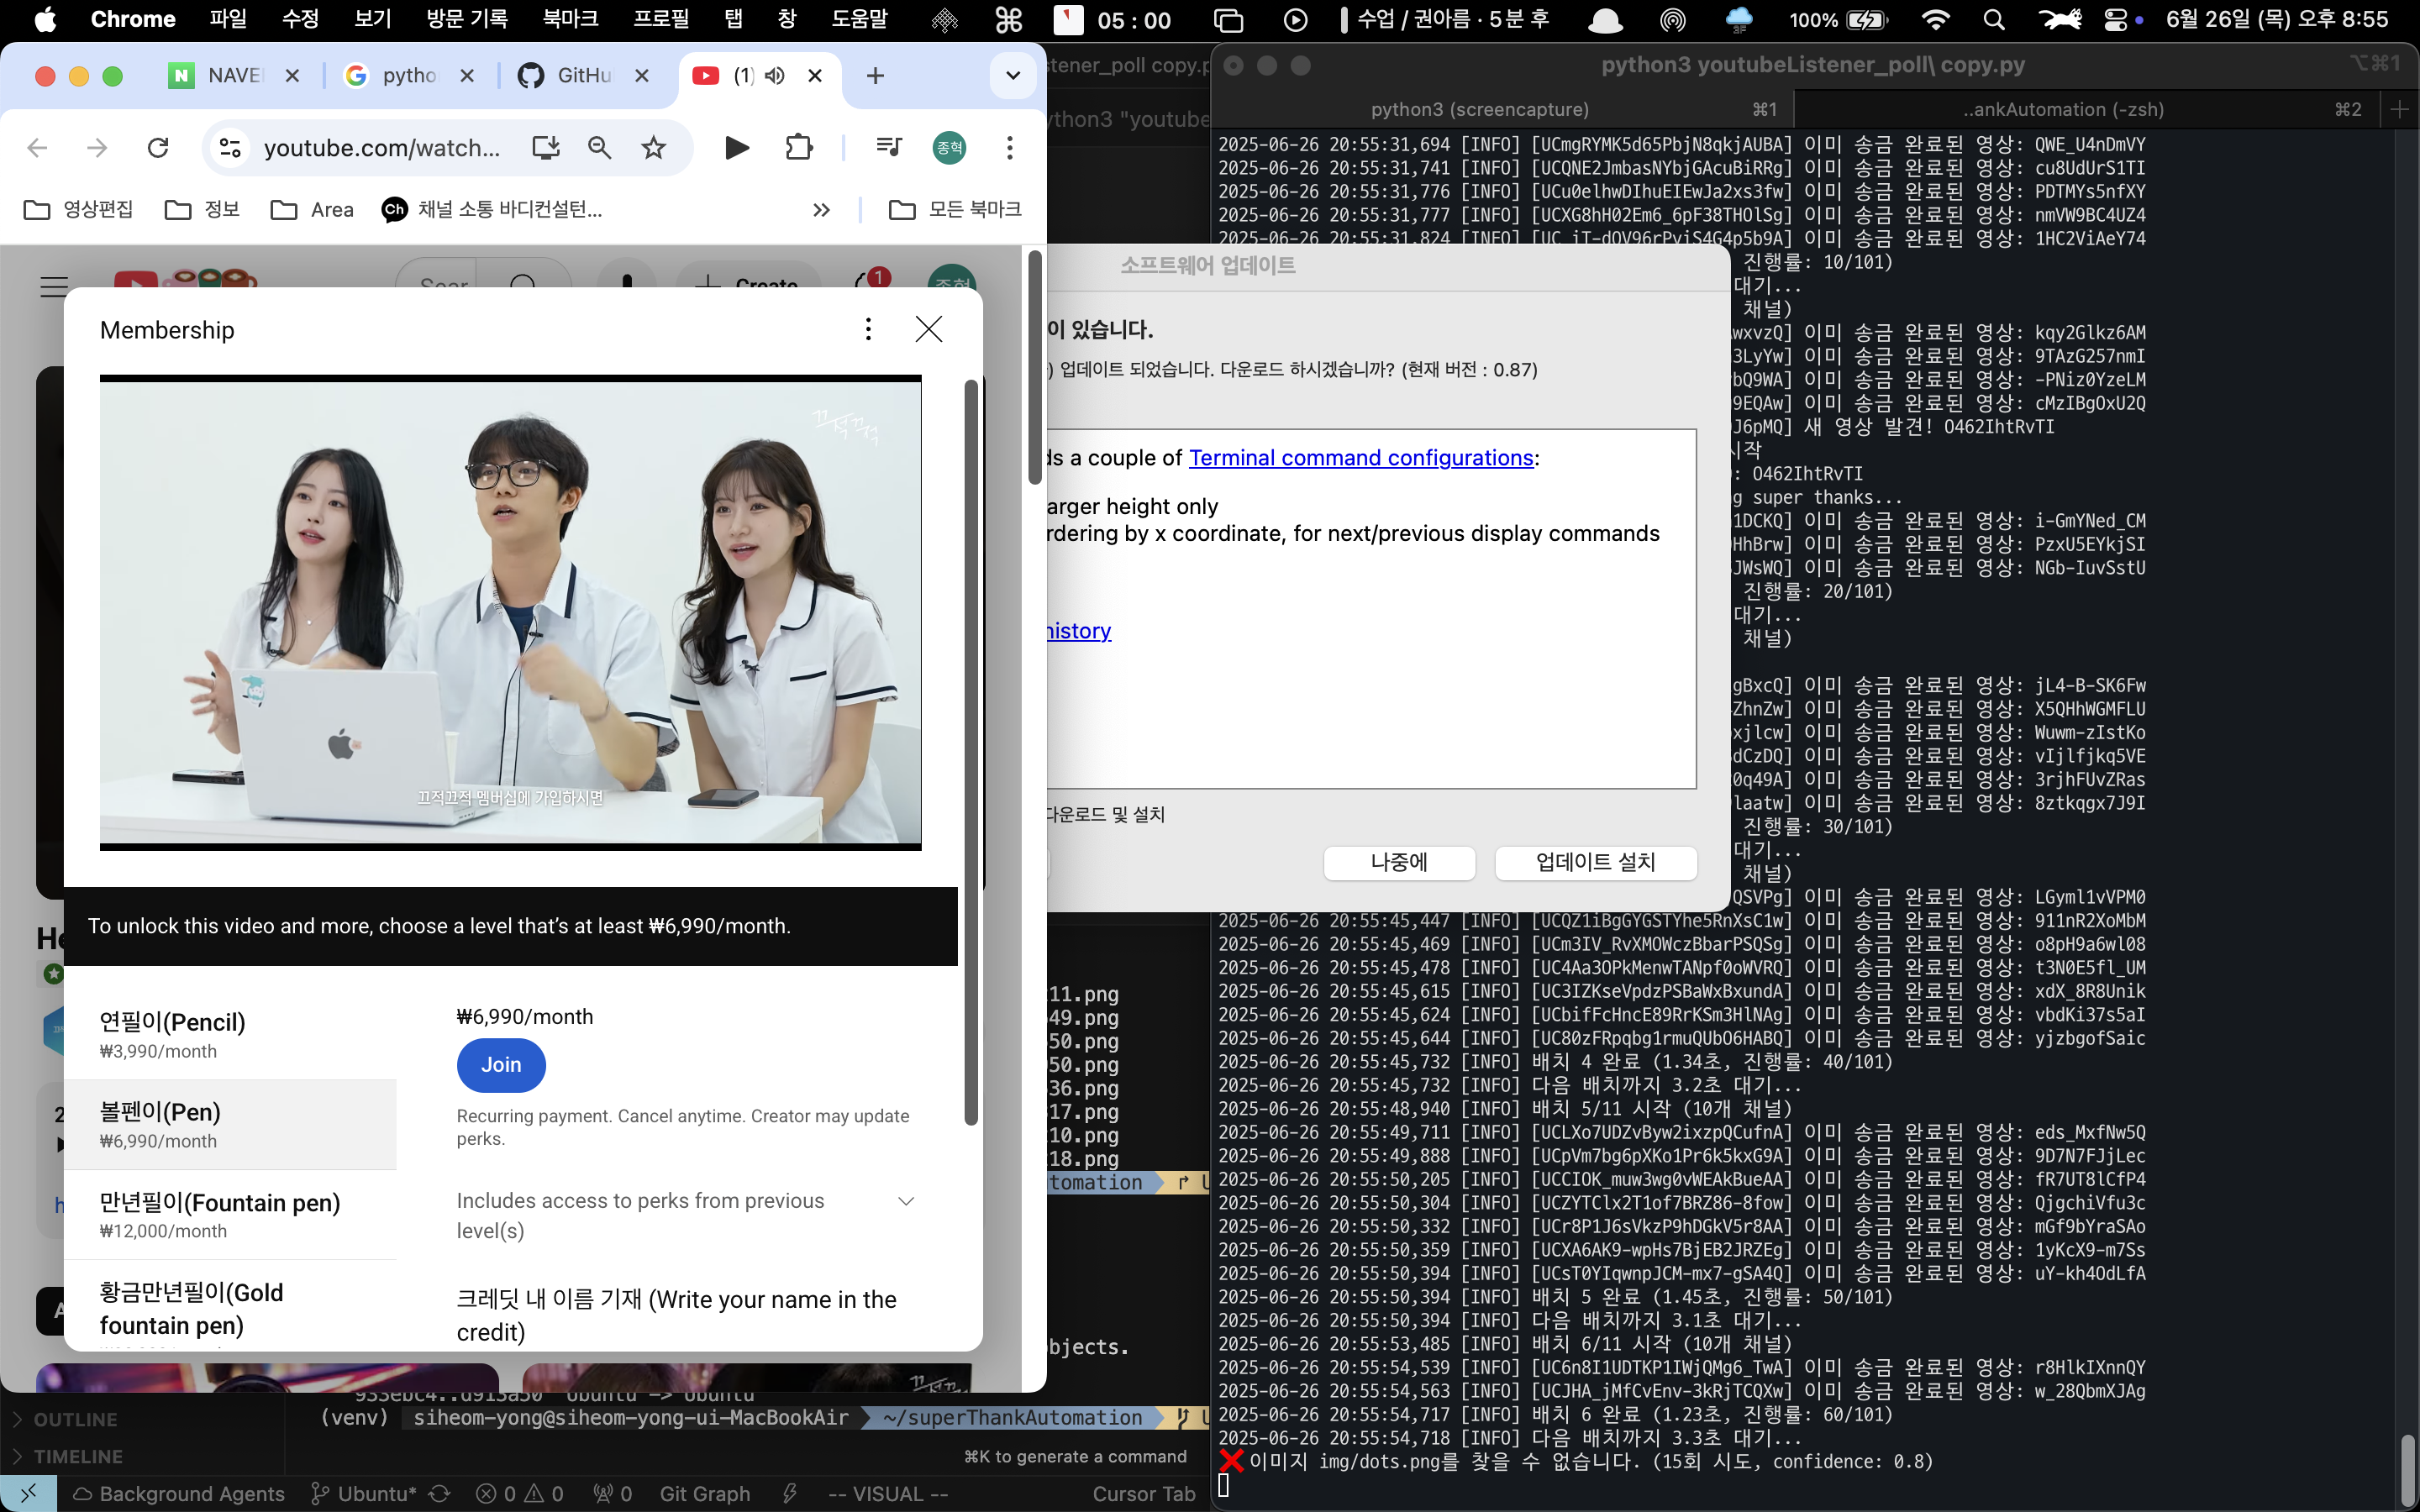 Chrome 파일 수정 보기 방문 기록 북마크 프로필 탭 창 도움말 05 : 00 수업 / 권아름 · 5분 후 100% 6월 26일 (목) 오후 8:55
NAVE pytho GitHu (1)
youtube.com/watch... 종혁
영상편집 정보 Area 채널 소통 바디컨설턴... 모든 북마크
Create 1
Membership
끄적끄적
끄적끄적 멤버십에 가입하시면
To unlock this video and more, choose a level that's at least ₩6,990/month.
연필이(Pencil)
₩3,990/month
볼펜이(Pen)
₩6,990/month
만년필이(Fountain pen)
₩12,000/month
황금만년필이(Gold
fountain pen)
₩6,990/month
Join
Recurring payment. Cancel anytime. Creator may update
perks.
Includes access to perks from previous
level(s)
크레딧 내 이름 기재 (Write your name in the
credit)
stener_poll copy.p
ython3 "youtube
소프트웨어 업데이트
이 있습니다.
) 업데이트 되었습니다. 다운로드 하시겠습니까? (현재 버전 : 0.87)
ds a couple of Terminal command configurations:
arger height only
rdering by x coordinate, for next/previous display commands
history
다운로드 및 설치
나중에 업데이트 설치
11.png
49.png
50.png
50.png
36.png
17.png
10.png
18.png
tomation
bjects.
933ebc4..d915a50 Ubuntu -> Ubuntu
(venv) siheom-yong@siheom-yong-ui-MacBookAir ~/superThankAutomation
⌘K to generate a command
OUTLINE
TIMELINE
Background Agents Ubuntu* 0 0 0 Git Graph -- VISUAL -- Cursor Tab
python3 youtubeListener_poll\ copy.py ⌥⌘1
python3 (screencapture) ⌘1 ..ankAutomation (-zsh) ⌘2
2025-06-26 20:55:31,694 [INFO] [UCmgRYMK5d65PbjN8qkjAUBA] 이미 송금 완료된 영상: QWE_U4nDmVY
2025-06-26 20:55:31,741 [INFO] [UCQNE2JmbasNYbjGAcuBiRRg] 이미 송금 완료된 영상: cu8UdUrS1TI
2025-06-26 20:55:31,776 [INFO] [UCu0elhwDIhuEIEwJa2xs3fw] 이미 송금 완료된 영상: PDTMYs5nfXY
2025-06-26 20:55:31,777 [INFO] [UCXG8hH02Em6_6pF38THOlSg] 이미 송금 완료된 영상: nmVW9BC4UZ4
2025-06-26 20:55:31,824 [INFO] [UC_iT-dOV96rPviS4G4p5b9A] 이미 송금 완료된 영상: 1HC2ViAeY74
진행률: 10/101)
대기...
채널)
wxvzQ] 이미 송금 완료된 영상: kqy2Glkz6AM
3LyYw] 이미 송금 완료된 영상: 9TAzG257nmI
bQ9WA] 이미 송금 완료된 영상: -PNiz0YzeLM
9EQAw] 이미 송금 완료된 영상: cMzIBgOxU2Q
J6pMQ] 새 영상 발견! O462IhtRvTI
시작
: O462IhtRvTI
g super thanks...
1DCKQ] 이미 송금 완료된 영상: i-GmYNed_CM
HhBrw] 이미 송금 완료된 영상: PzxU5EYkjSI
JWsWQ] 이미 송금 완료된 영상: NGb-IuvSstU
진행률: 20/101)
대기...
채널)
gBxcQ] 이미 송금 완료된 영상: jL4-B-SK6Fw
ZhnZw] 이미 송금 완료된 영상: X5QHhWGMFLU
xjlcw] 이미 송금 완료된 영상: Wuwm-zIstKo
dCzDQ] 이미 송금 완료된 영상: vIjlfjkq5VE
0q49A] 이미 송금 완료된 영상: 3rjhFUvZRas
laatw] 이미 송금 완료된 영상: 8ztkqgx7J9I
진행률: 30/101)
대기...
채널)
QSVPg] 이미 송금 완료된 영상: LGyml1vVPM0
2025-06-26 20:55:45,447 [INFO] [UCQZ1iBgGYGSTYhe5RnXsC1w] 이미 송금 완료된 영상: 911nR2XoMbM
2025-06-26 20:55:45,469 [INFO] [UCm3IV_RvXMOWczBbarPSQSg] 이미 송금 완료된 영상: o8pH9a6wl08
2025-06-26 20:55:45,478 [INFO] [UC4Aa3OPkMenwTANpf0oWVRQ] 이미 송금 완료된 영상: t3N0E5fl_UM
2025-06-26 20:55:45,615 [INFO] [UC3IZKseVpdzPSBaWxBxundA] 이미 송금 완료된 영상: xdX_8R8Unik
2025-06-26 20:55:45,624 [INFO] [UCbifFcHncE89RrKSm3HlNAg] 이미 송금 완료된 영상: vbdKi37s5aI
2025-06-26 20:55:45,644 [INFO] [UC80zFRpqbg1rmuQUbO6HABQ] 이미 송금 완료된 영상: yjzbgofSaic
2025-06-26 20:55:45,732 [INFO] 배치 4 완료 (1.34초, 진행률: 40/101)
2025-06-26 20:55:45,732 [INFO] 다음 배치까지 3.2초 대기...
2025-06-26 20:55:48,940 [INFO] 배치 5/11 시작 (10개 채널)
2025-06-26 20:55:49,711 [INFO] [UCLXo7UDZvByw2ixzpQCufnA] 이미 송금 완료된 영상: eds_MxfNw5Q
2025-06-26 20:55:49,888 [INFO] [UCpVm7bg6pXKo1Pr6k5kxG9A] 이미 송금 완료된 영상: 9D7N7FJjLec
2025-06-26 20:55:50,205 [INFO] [UCCIOK_muw3wg0vWEAkBueAA] 이미 송금 완료된 영상: fR7UT8lCfP4
2025-06-26 20:55:50,304 [INFO] [UCZYTClx2T1of7BRZ86-8fow] 이미 송금 완료된 영상: QjgchiVfu3c
2025-06-26 20:55:50,332 [INFO] [UCr8P1J6sVkzP9hDGkV5r8AA] 이미 송금 완료된 영상: mGf9bYraSAo
2025-06-26 20:55:50,359 [INFO] [UCXA6AK9-wpHs7BjEB2JRZEg] 이미 송금 완료된 영상: 1yKcX9-m7Ss
2025-06-26 20:55:50,394 [INFO] [UCsT0YIqwnpJCM-mx7-gSA4Q] 이미 송금 완료된 영상: uY-kh4OdLfA
2025-06-26 20:55:50,394 [INFO] 배치 5 완료 (1.45초, 진행률: 50/101)
2025-06-26 20:55:50,394 [INFO] 다음 배치까지 3.1초 대기...
2025-06-26 20:55:53,485 [INFO] 배치 6/11 시작 (10개 채널)
2025-06-26 20:55:54,539 [INFO] [UC6n8I1UDTKP1IWjQMg6_TwA] 이미 송금 완료된 영상: r8HlkIXnnQY
2025-06-26 20:55:54,563 [INFO] [UCJHA_jMfCvEnv-3kRjTCQXw] 이미 송금 완료된 영상: w_28QbmXJAg
2025-06-26 20:55:54,717 [INFO] 배치 6 완료 (1.23초, 진행률: 60/101)
2025-06-26 20:55:54,718 [INFO] 다음 배치까지 3.3초 대기...
❌ 이미지 img/dots.png를 찾을 수 없습니다. (15회 시도, confidence: 0.8)